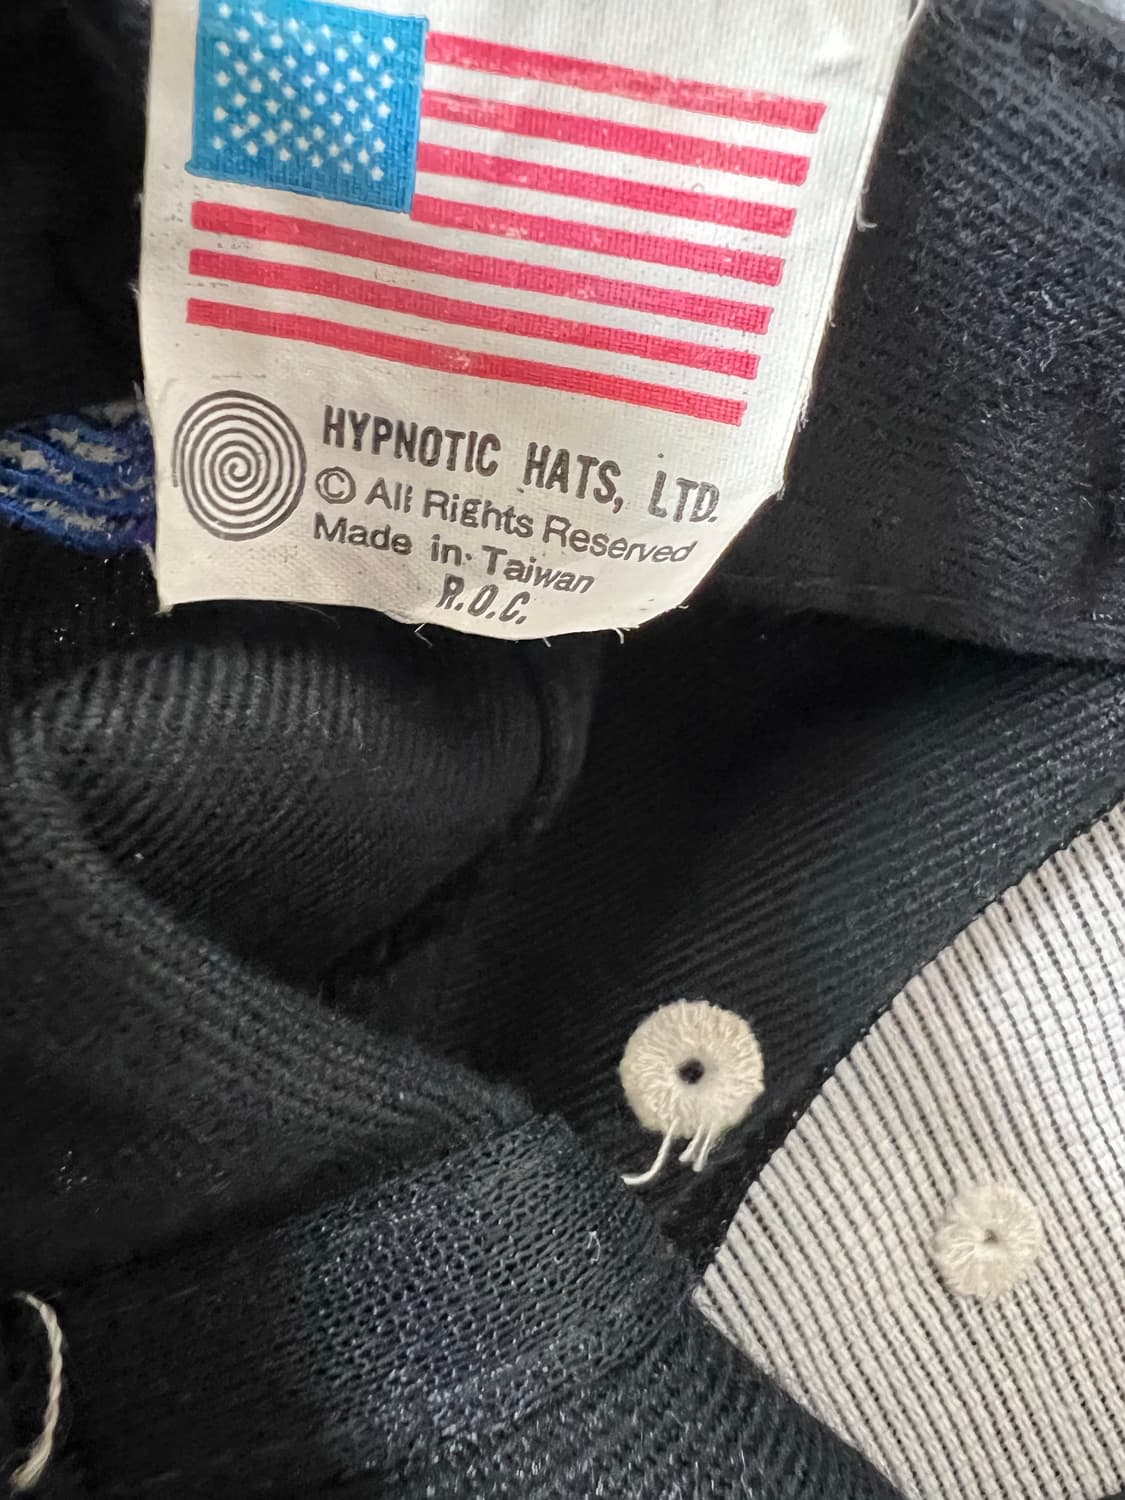 HYPNOTIC HATS, LTD.
© All Rights Reserved
Made in Taiwan
R.O.C.